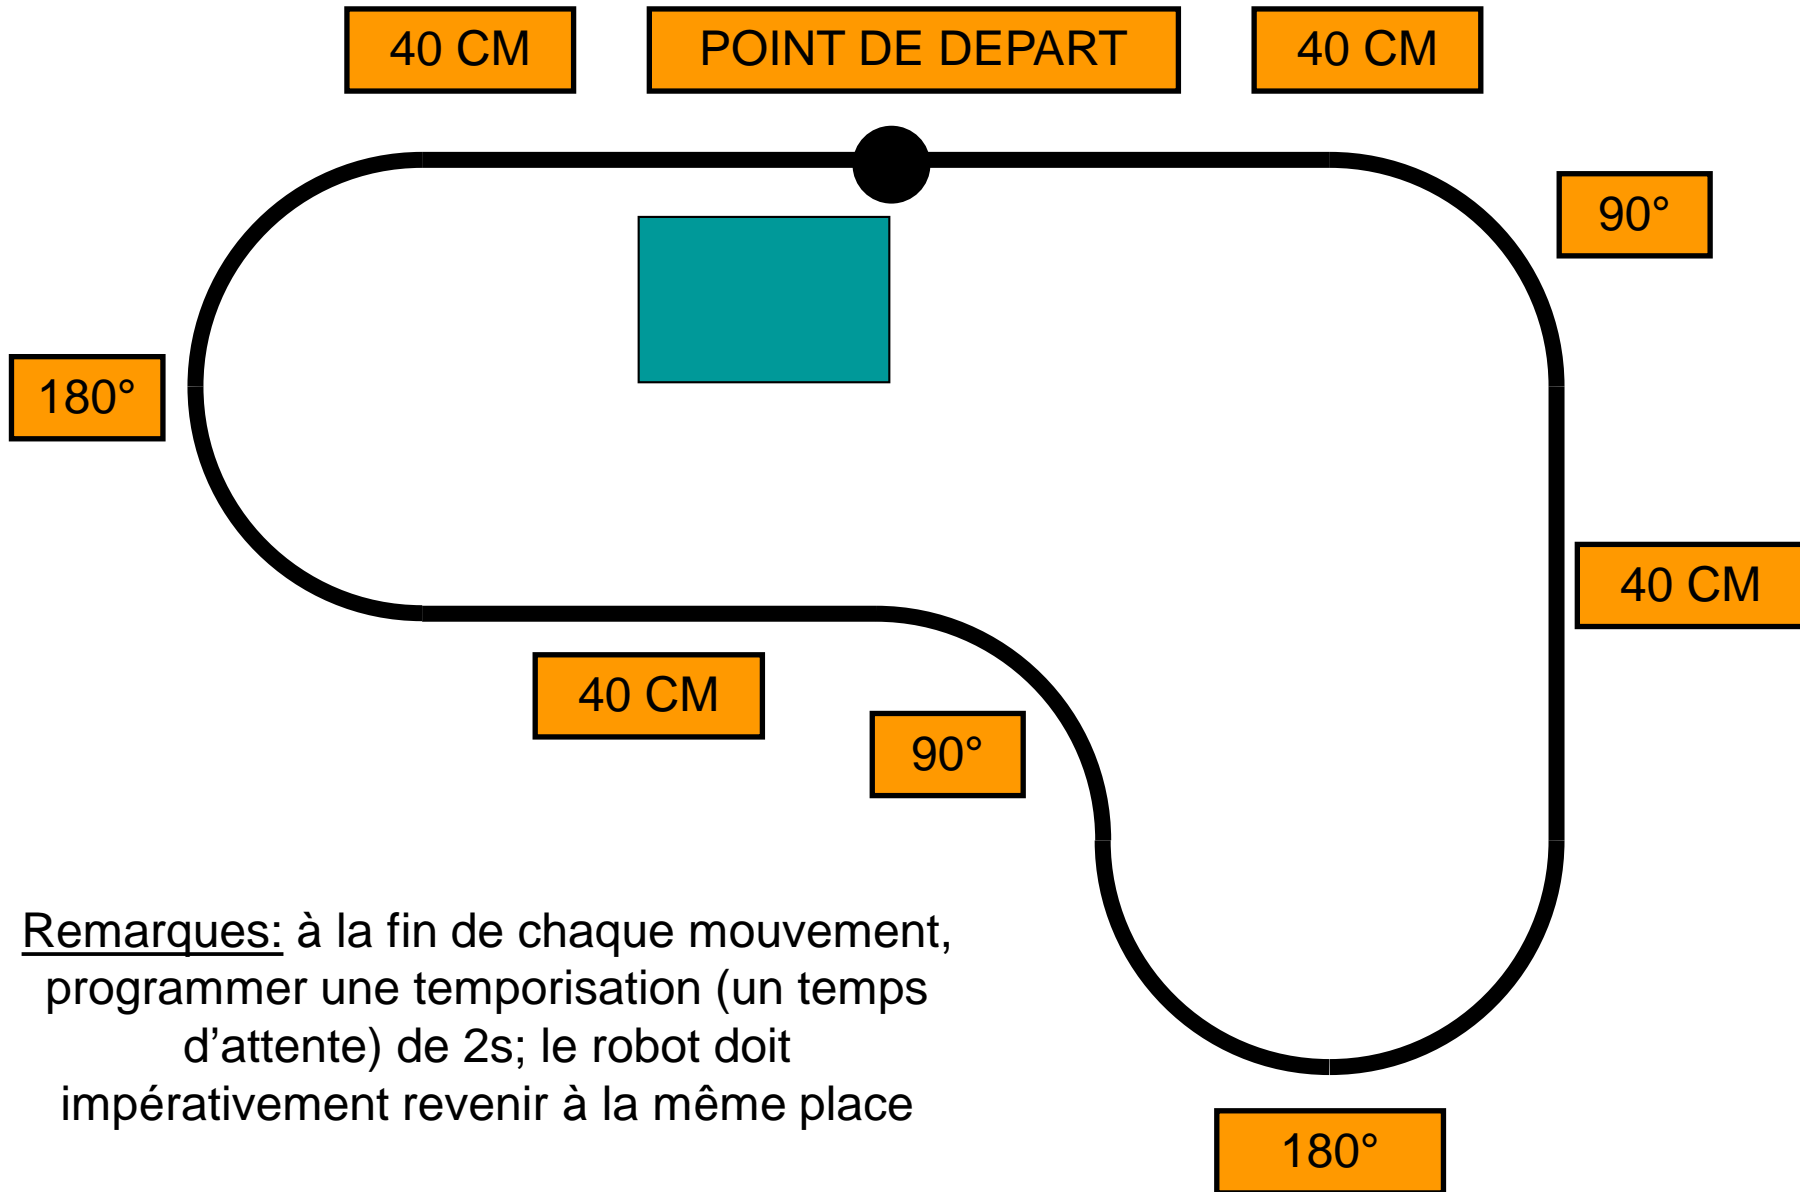 40 CM
POINT DE DEPART
40 CM
90°
180°
40 CM
40 CM
90°
Remarques: à la fin de chaque mouvement,
programmer une temporisation (un temps
d’attente) de 2s; le robot doit
impérativement revenir à la même place
180°